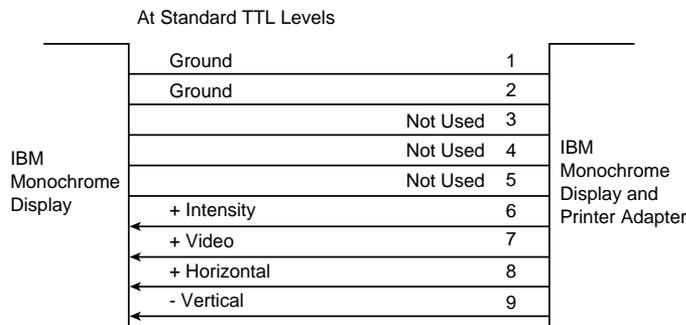 At Standard TTL Levels
Ground 1
Ground 2
Not Used 3
Not Used 4
Not Used 5
+ Intensity 6
+ Video 7
+ Horizontal 8
- Vertical 9
IBM
Monochrome
Display
IBM
Monochrome
Display and
Printer Adapter